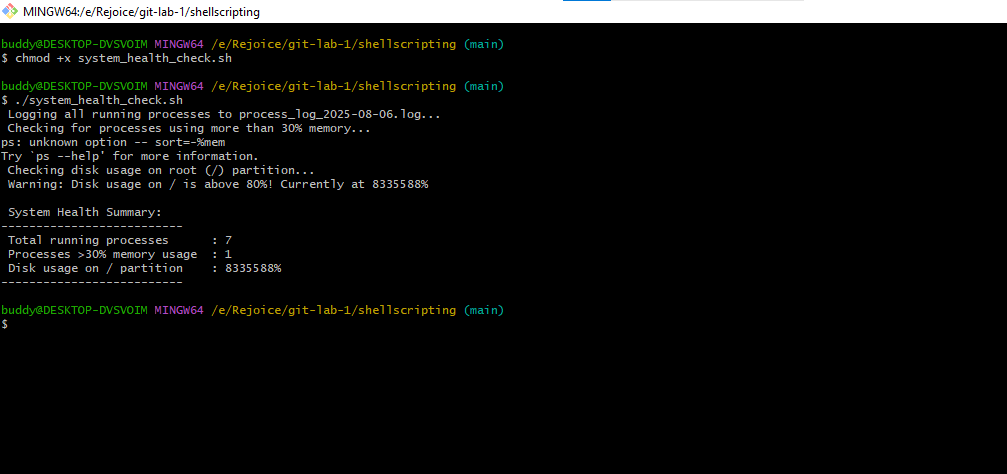 MINGW64:/e/Rejoice/git-lab-1/shellscripting
buddy@DESKTOP-DVSVOIM MINGW64 /e/Rejoice/git-lab-1/shellscripting (main)
$ chmod +x system_health_check.sh
buddy@DESKTOP-DVSVOIM MINGW64 /e/Rejoice/git-lab-1/shellscripting (main)
$ ./system_health_check.sh
Logging all running processes to process_log_2025-08-06.log...
Checking for processes using more than 30% memory...
ps: unknown option -- sort=-%mem
Try `ps --help' for more information.
Checking disk usage on root (/) partition...
Warning: Disk usage on / is above 80%! Currently at 8335588%
System Health Summary:
--------------------------
Total running processes      : 7
Processes >30% memory usage  : 1
Disk usage on / partition    : 8335588%
--------------------------
buddy@DESKTOP-DVSVOIM MINGW64 /e/Rejoice/git-lab-1/shellscripting (main)
$